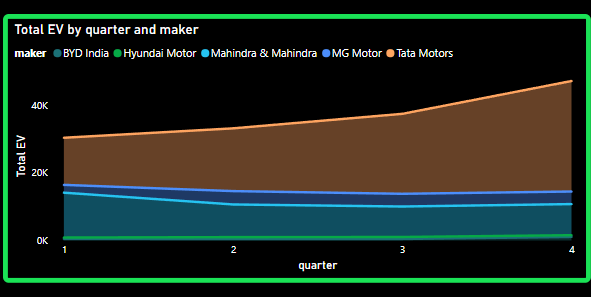 Total EV by quarter and maker
maker BYD India Hyundai Motor Mahindra & Mahindra MG Motor Tata Motors
40K
20K
0K
Total EV
1 2 3 4
quarter